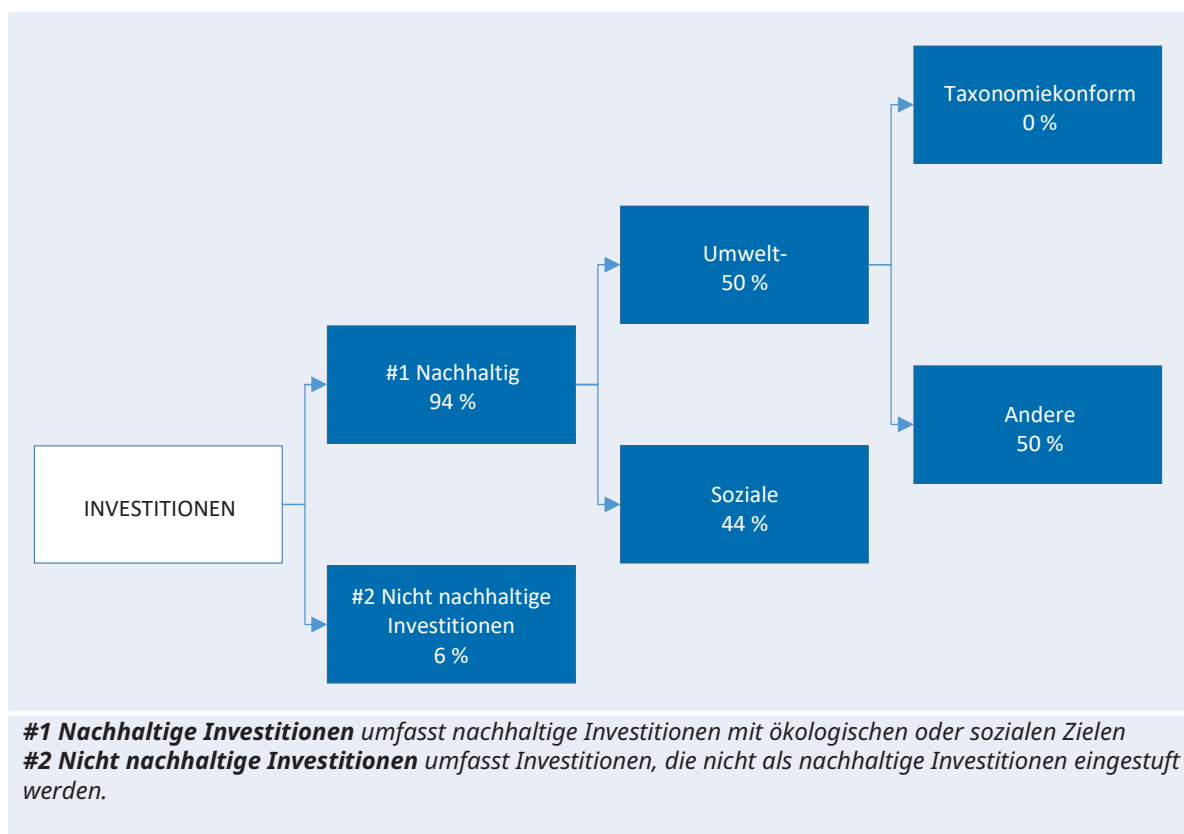 Taxonomiekonform
0 %
Umwelt-
50 %
#1 Nachhaltig
94 %
Andere
50 %
INVESTITIONEN
Soziale
44 %
#2 Nicht nachhaltige
Investitionen
6 %
#1 Nachhaltige Investitionen umfasst nachhaltige Investitionen mit ökologischen oder sozialen Zielen
#2 Nicht nachhaltige Investitionen umfasst Investitionen, die nicht als nachhaltige Investitionen eingestuft
werden.